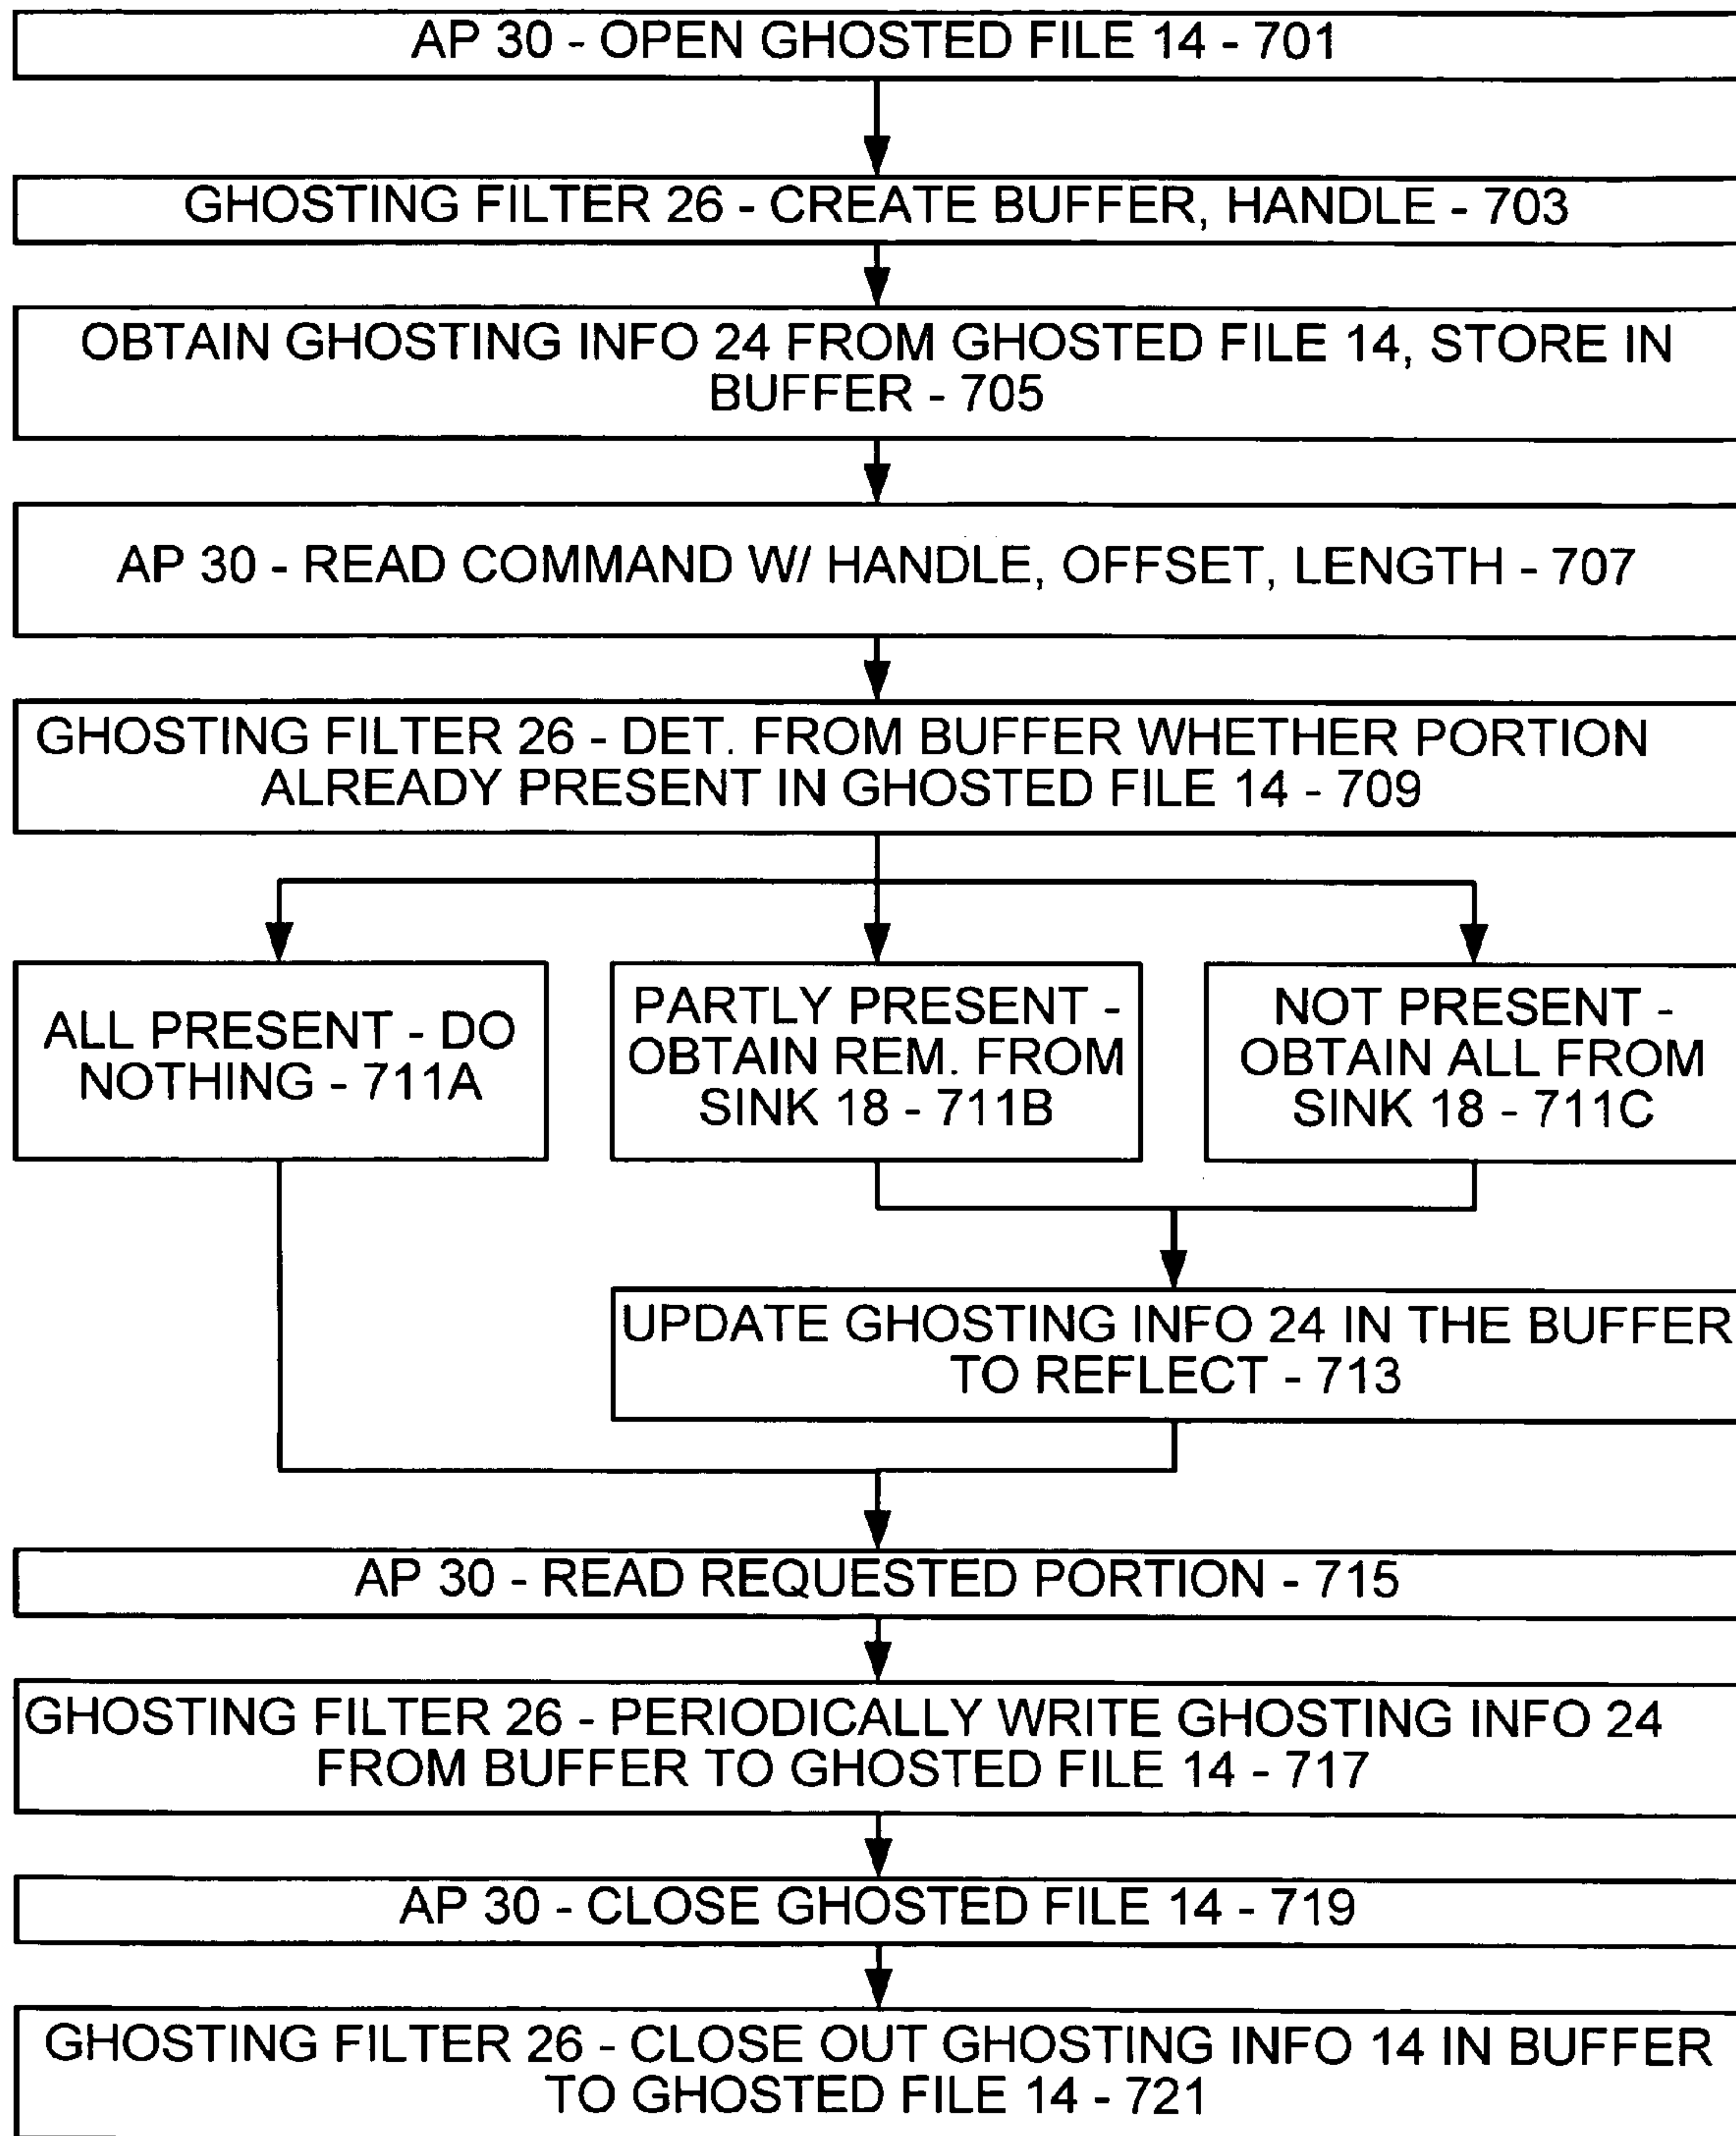 AP 30 - OPEN GHOSTED FILE 14 - 701
GHOSTING FILTER 26 - CREATE BUFFER, HANDLE - 703
OBTAIN GHOSTING INFO 24 FROM GHOSTED FILE 14, STORE IN
BUFFER - 705
AP 30 - READ COMMAND W/ HANDLE, OFFSET, LENGTH - 707
GHOSTING FILTER 26 - DET. FROM BUFFER WHETHER PORTION
ALREADY PRESENT IN GHOSTED FILE 14 - 709
ALL PRESENT - DO
NOTHING - 711A
PARTLY PRESENT -
OBTAIN REM. FROM
SINK 18 - 711B
NOT PRESENT -
OBTAIN ALL FROM
SINK 18 - 711C
UPDATE GHOSTING INFO 24 IN THE BUFFER
TO REFLECT - 713
AP 30 - READ REQUESTED PORTION - 715
GHOSTING FILTER 26 - PERIODICALLY WRITE GHOSTING INFO 24
FROM BUFFER TO GHOSTED FILE 14 - 717
AP 30 - CLOSE GHOSTED FILE 14 - 719
GHOSTING FILTER 26 - CLOSE OUT GHOSTING INFO 14 IN BUFFER
TO GHOSTED FILE 14 - 721